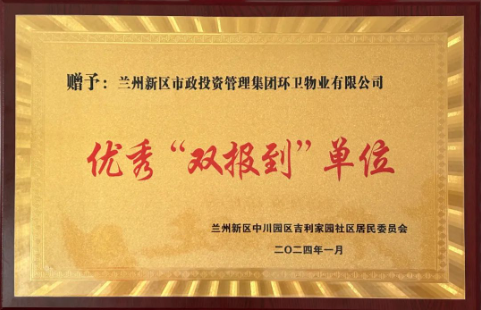 赠予：兰州新区市政投资管理集团环卫物业有限公司
优秀“双报到”单位
兰州新区中川园区吉利家园社区居民委员会
二〇二四年一月